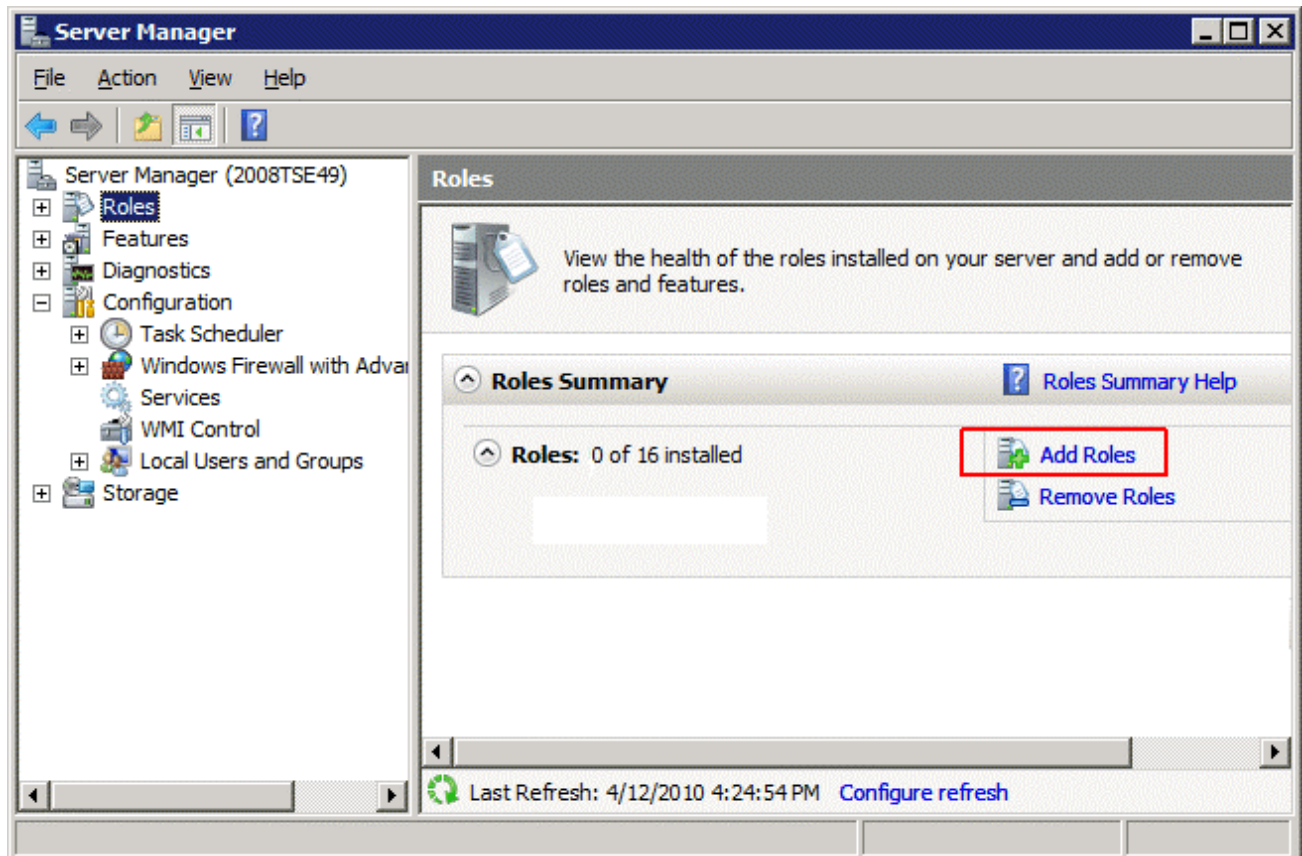 Server Manager
File Action View Help
Server Manager (2008TSE49)
Roles
Features
Diagnostics
Configuration
Task Scheduler
Windows Firewall with Advar
Services
WMI Control
Local Users and Groups
Storage
Roles
View the health of the roles installed on your server and add or remove
roles and features.
Roles Summary
Roles Summary Help
Roles: 0 of 16 installed
Add Roles
Remove Roles
Last Refresh: 4/12/2010 4:24:54 PM Configure refresh